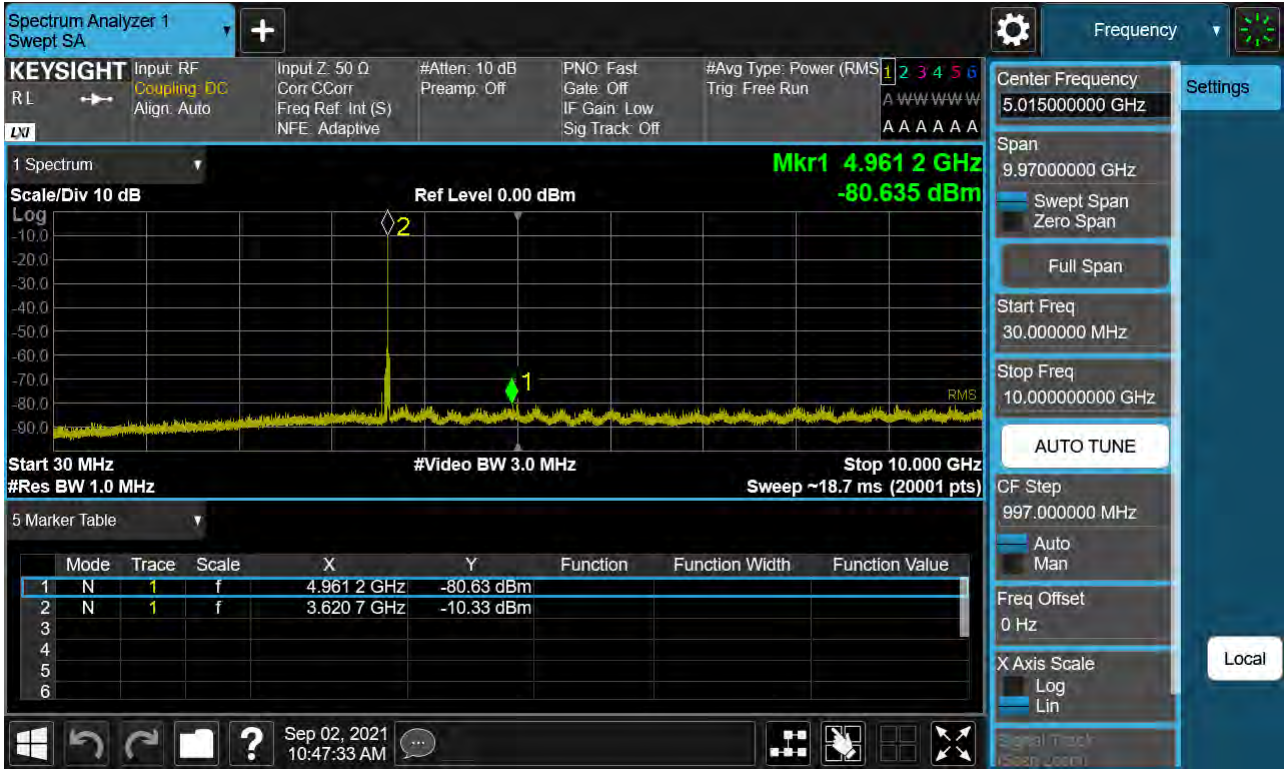 Spectrum Analyzer 1
Swept SA
+
Frequency
KEYSIGHT
RL
LXI
Input: RF
Coupling: DC
Align: Auto
Input Z: 50 Ω
Corr CCorr
Freq Ref: Int (S)
NFE: Adaptive
#Atten: 10 dB
Preamp: Off
PNO: Fast
Gate: Off
IF Gain: Low
Sig Track: Off
#Avg Type: Power (RMS
Trig: Free Run
1 2 3 4 5 6
A W W W W W
A A A A A A
1 Spectrum
Mkr1 4.961 2 GHz
-80.635 dBm
Scale/Div 10 dB
Ref Level 0.00 dBm
Log
-10.0
-20.0
-30.0
-40.0
-50.0
-60.0
-70.0
-80.0
-90.0
2
1
RMS
Start 30 MHz
#Video BW 3.0 MHz
Stop 10.000 GHz
#Res BW 1.0 MHz
Sweep ~18.7 ms (20001 pts)
5 Marker Table
Mode Trace Scale X Y Function Function Width Function Value
1 N 1 f 4.961 2 GHz -80.63 dBm
2 N 1 f 3.620 7 GHz -10.33 dBm
3
4
5
6
Sep 02, 2021
10:47:33 AM
?
Center Frequency
5.015000000 GHz
Span
9.97000000 GHz
Swept Span
Zero Span
Full Span
Start Freq
30.000000 MHz
Stop Freq
10.000000000 GHz
AUTO TUNE
CF Step
997.000000 MHz
Auto
Man
Freq Offset
0 Hz
X Axis Scale
Log
Lin
Signal Track
(Span Zoom)
Settings
Local